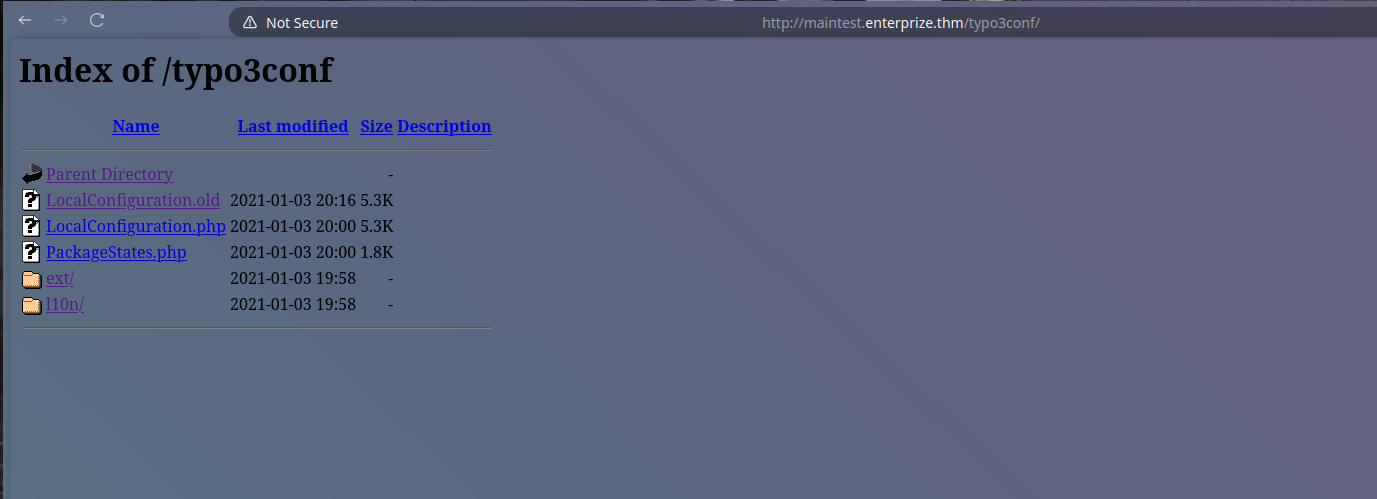 Not Secure http://maintest.enterprize.thm/typo3conf/
Index of /typo3conf
Name Last modified Size Description
Parent Directory -
LocalConfiguration.old 2021-01-03 20:16 5.3K
LocalConfiguration.php 2021-01-03 20:00 5.3K
PackageStates.php 2021-01-03 20:00 1.8K
ext/ 2021-01-03 19:58 -
l10n/ 2021-01-03 19:58 -